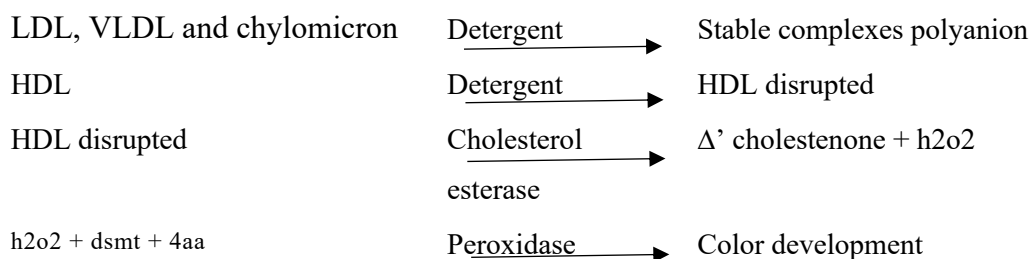 LDL, VLDL and chylomicron Detergent Stable complexes polyanion
HDL Detergent HDL disrupted
HDL disrupted Cholesterol Δ’ cholestenone + h2o2
esterase
h2o2 + dsmt + 4aa Peroxidase Color development